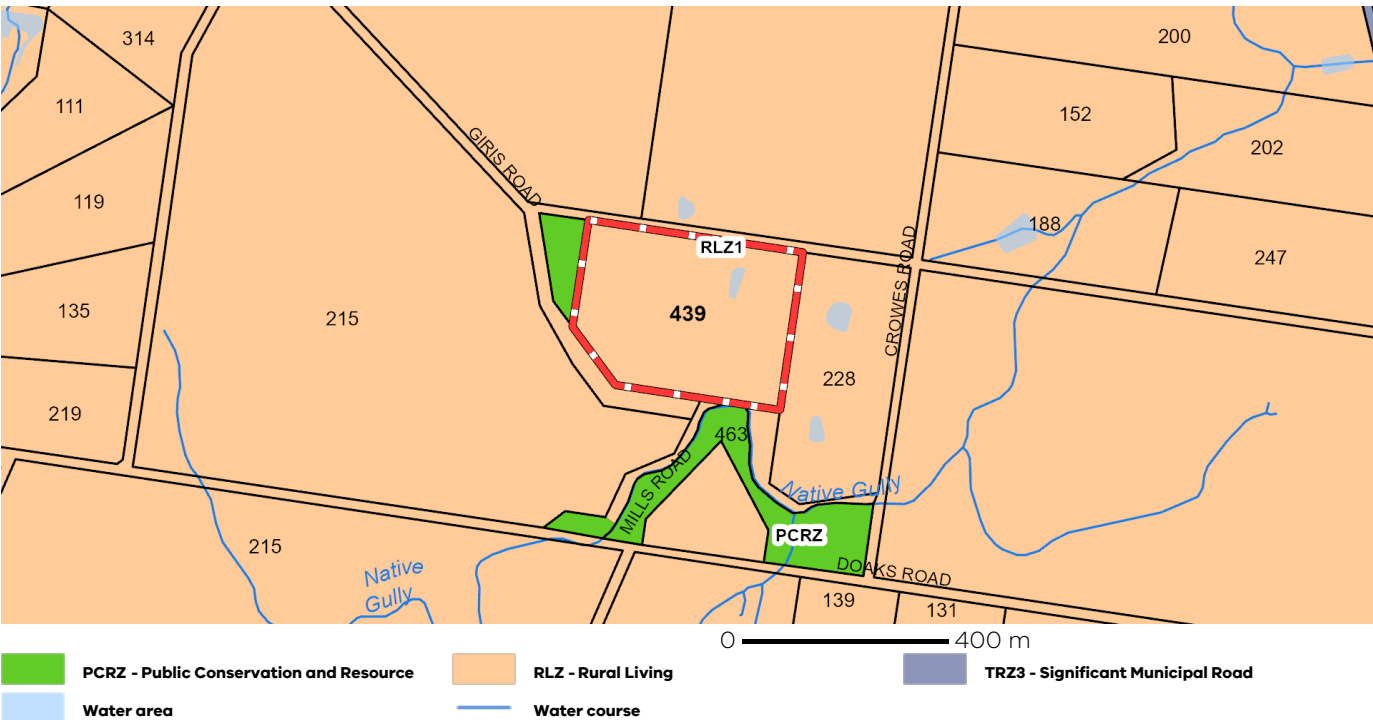 314
200
111
152
GIRIS ROAD
202
119
188
RLZ1
CROWES ROAD
247
135
215
439
228
219
463
MILLS ROAD
Native Gully
PCRZ
215
Native
Gully
DOAKS ROAD
139
131
0 400 m
PCRZ - Public Conservation and Resource
RLZ - Rural Living
TRZ3 - Significant Municipal Road
Water area
Water course